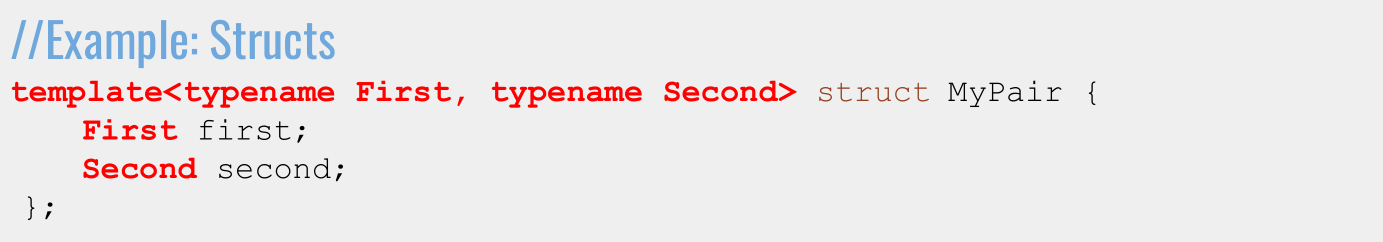 //Example: Structs
template<typename First, typename Second> struct MyPair {
    First first;
    Second second;
};